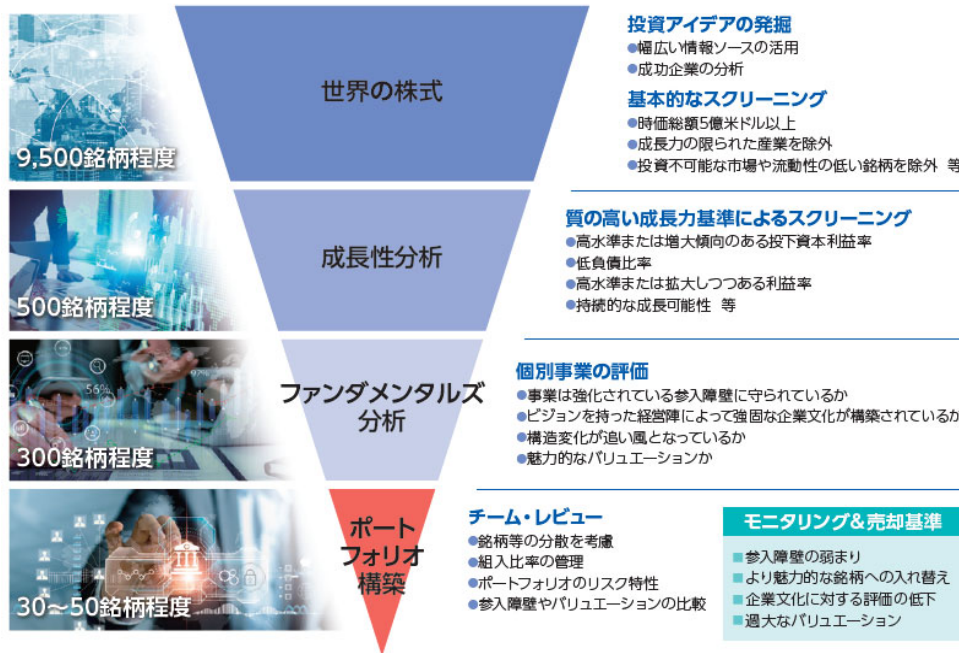 世界の株式
9,500銘柄程度
投資アイデアの発掘
●幅広い情報ソースの活用
●成功企業の分析
基本的なスクリーニング
●時価総額5億米ドル以上
●成長力の限られた産業を除外
●投資不可能な市場や流動性の低い銘柄を除外 等
成長性分析
500銘柄程度
質の高い成長力基準によるスクリーニング
●高水準または増大傾向のある投下資本利益率
●低負債比率
●高水準または拡大しつつある利益率
●持続的な成長可能性 等
56%
ファンダメンタルズ
分析
300銘柄程度
個別事業の評価
●事業は強化されている参入障壁に守られているか
●ビジョンを持った経営陣によって強固な企業文化が構築されているか
●構造変化が追い風となっているか
●魅力的なバリュエーションか
ポート
フォリオ
構築
30～50銘柄程度
チーム・レビュー
●銘柄等の分散を考慮
●組入比率の管理
●ポートフォリオのリスク特性
●参入障壁やバリュエーションの比較
モニタリング&売却基準
■参入障壁の弱まり
■より魅力的な銘柄への入れ替え
■企業文化に対する評価の低下
■過大なバリュエーション